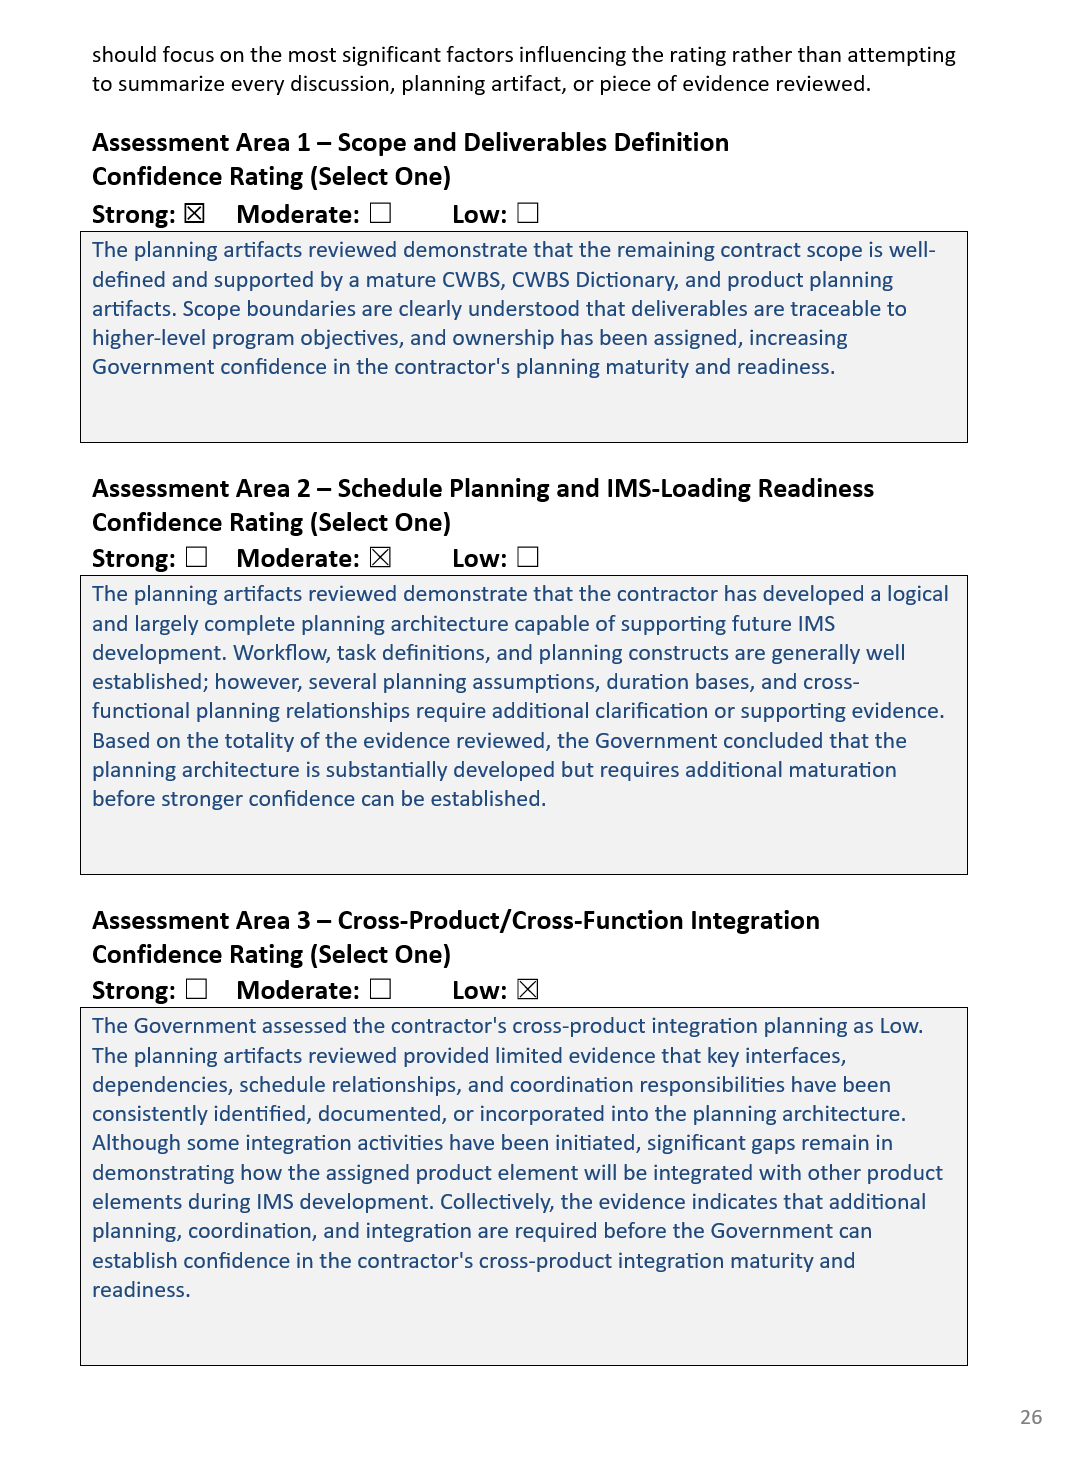 should focus on the most significant factors influencing the rating rather than attempting
to summarize every discussion, planning artifact, or piece of evidence reviewed.
Assessment Area 1 – Scope and Deliverables Definition
Confidence Rating (Select One)
Strong: ☒ Moderate: ☐ Low: ☐
The planning artifacts reviewed demonstrate that the remaining contract scope is well-
defined and supported by a mature CWBS, CWBS Dictionary, and product planning
artifacts. Scope boundaries are clearly understood that deliverables are traceable to
higher-level program objectives, and ownership has been assigned, increasing
Government confidence in the contractor's planning maturity and readiness.
Assessment Area 2 – Schedule Planning and IMS-Loading Readiness
Confidence Rating (Select One)
Strong: ☐ Moderate: ☒ Low: ☐
The planning artifacts reviewed demonstrate that the contractor has developed a logical
and largely complete planning architecture capable of supporting future IMS
development. Workflow, task definitions, and planning constructs are generally well
established; however, several planning assumptions, duration bases, and cross-
functional planning relationships require additional clarification or supporting evidence.
Based on the totality of the evidence reviewed, the Government concluded that the
planning architecture is substantially developed but requires additional maturation
before stronger confidence can be established.
Assessment Area 3 – Cross-Product/Cross-Function Integration
Confidence Rating (Select One)
Strong: ☐ Moderate: ☐ Low: ☒
The Government assessed the contractor's cross-product integration planning as Low.
The planning artifacts reviewed provided limited evidence that key interfaces,
dependencies, schedule relationships, and coordination responsibilities have been
consistently identified, documented, or incorporated into the planning architecture.
Although some integration activities have been initiated, significant gaps remain in
demonstrating how the assigned product element will be integrated with other product
elements during IMS development. Collectively, the evidence indicates that additional
planning, coordination, and integration are required before the Government can
establish confidence in the contractor's cross-product integration maturity and
readiness.
26